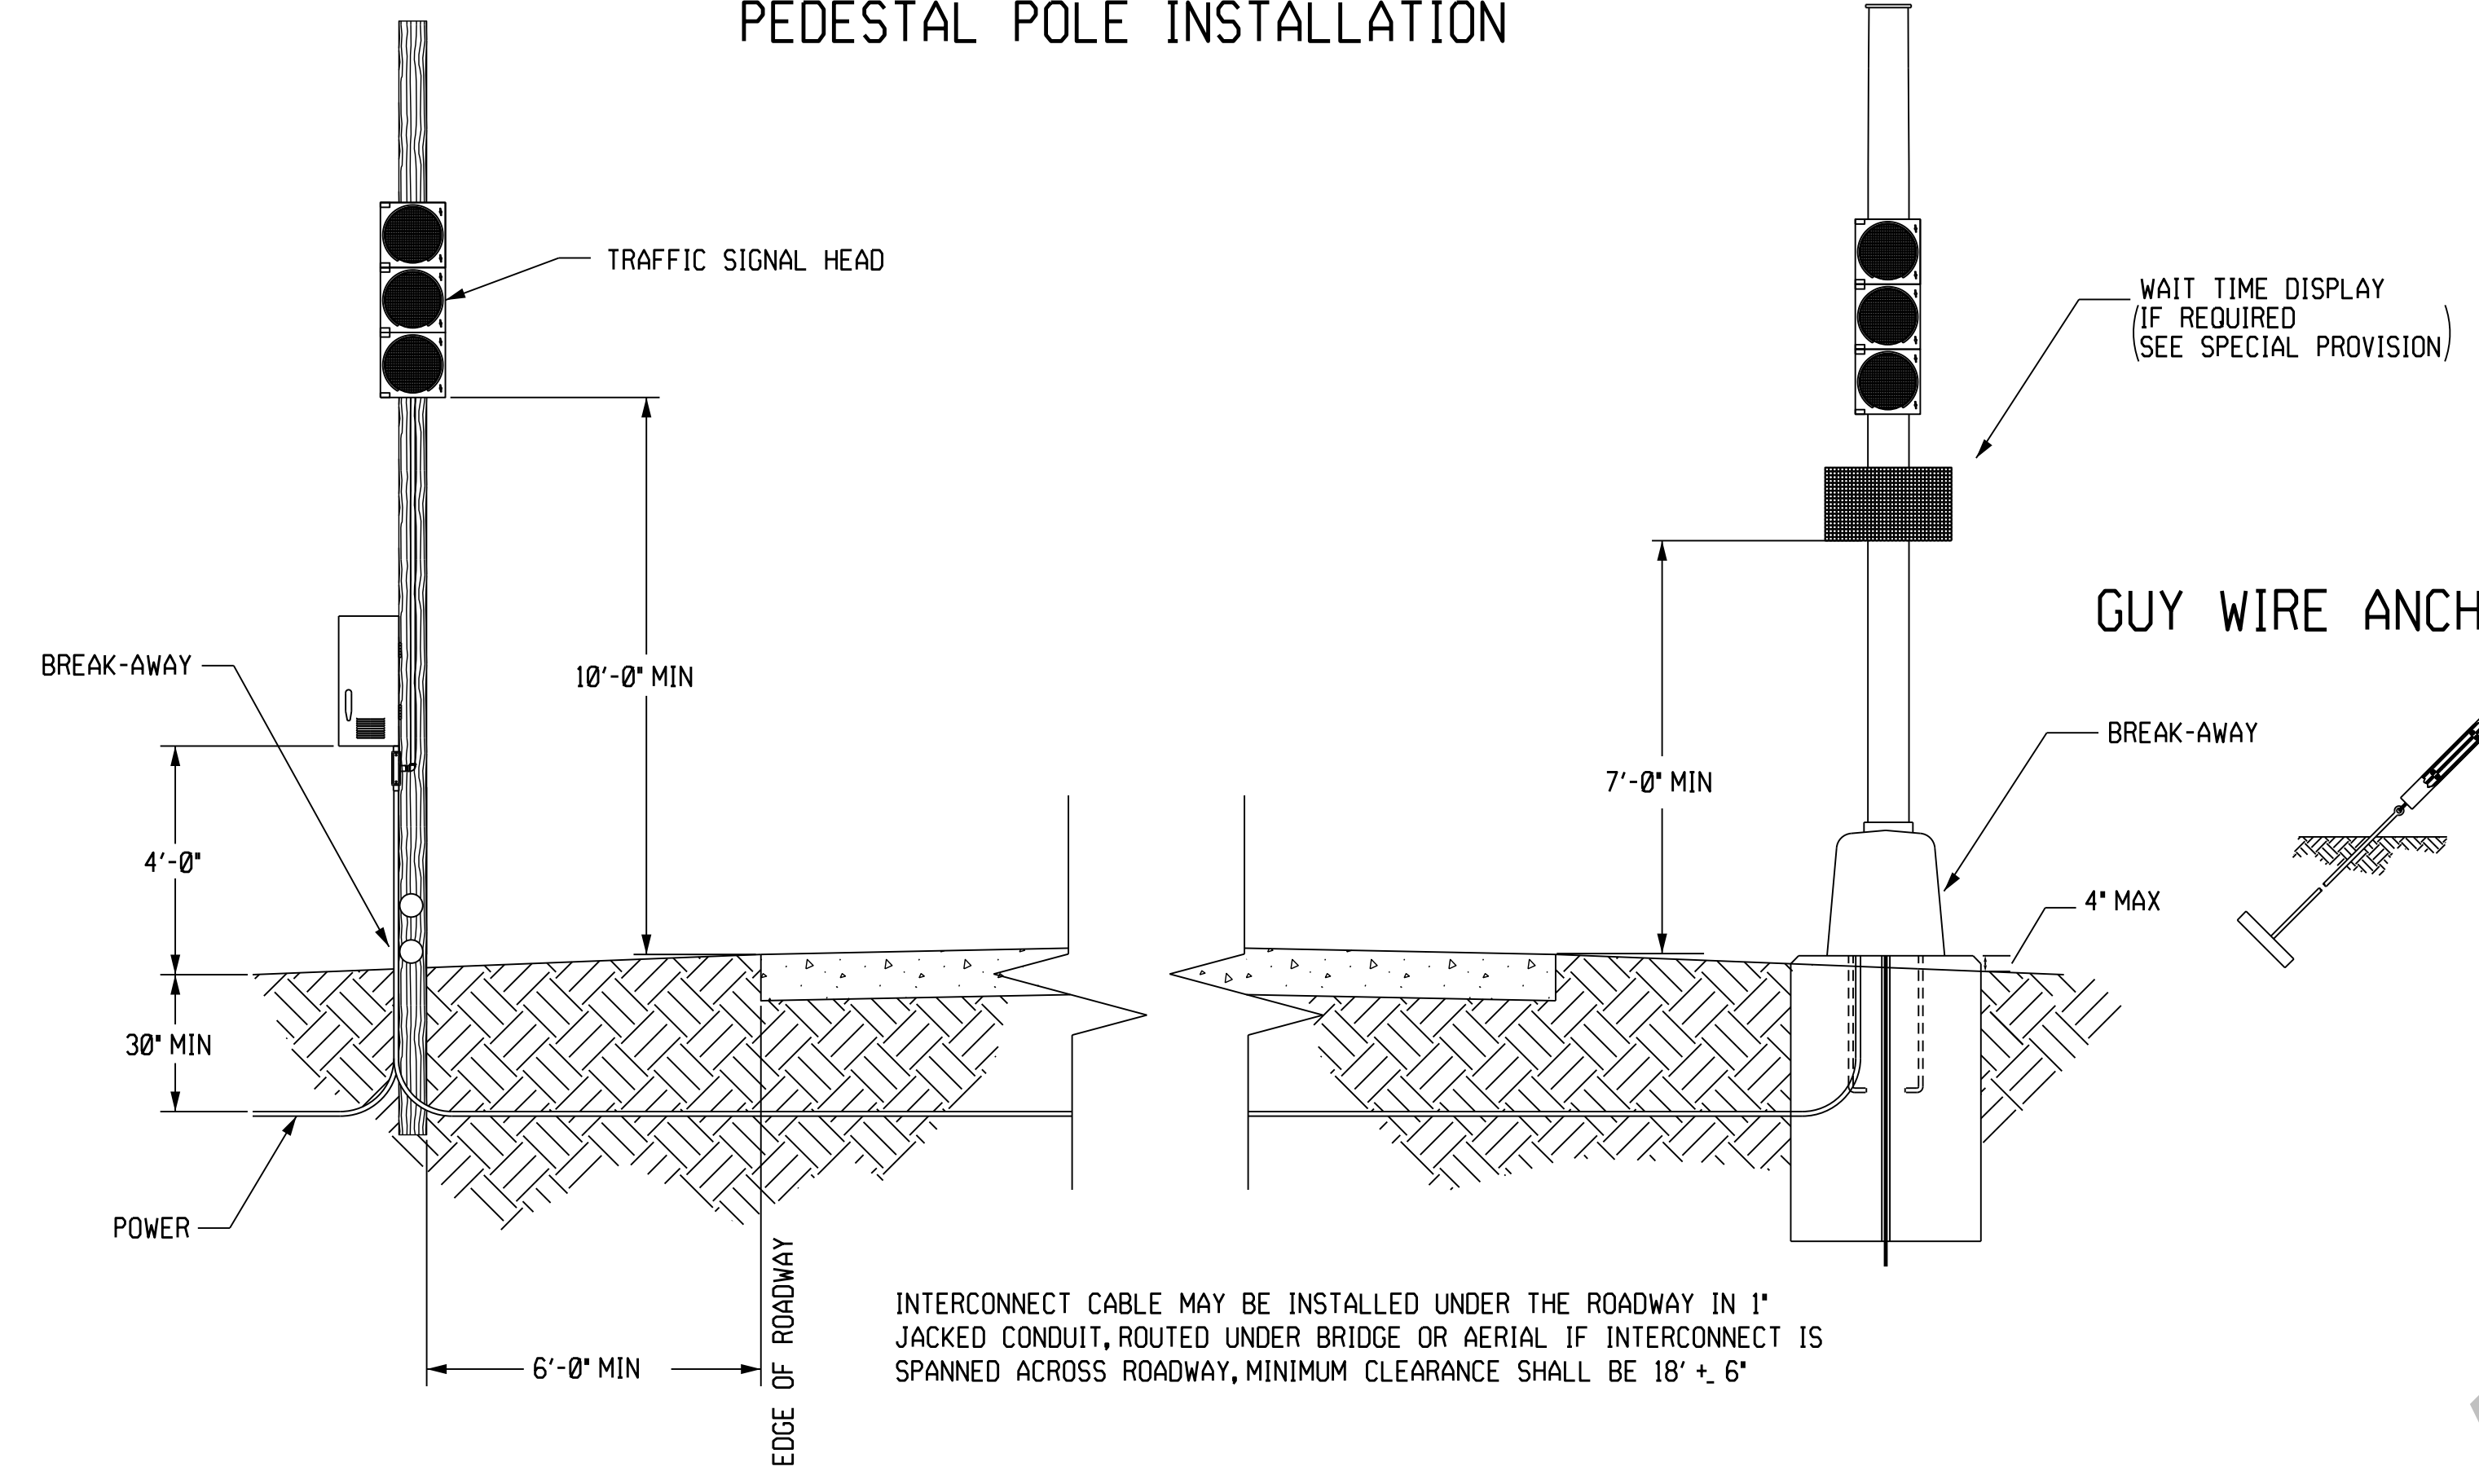 PEDESTAL POLE INSTALLATION
TRAFFIC SIGNAL HEAD
WAIT TIME DISPLAY
(IF REQUIRED
SEE SPECIAL PROVISION)
GUY WIRE ANCH
BREAK-AWAY
10'-0" MIN
BREAK-AWAY
7'-0" MIN
4'-0"
4" MAX
30" MIN
POWER
EDGE OF ROADWAY
6'-0" MIN
INTERCONNECT CABLE MAY BE INSTALLED UNDER THE ROADWAY IN 1"
JACKED CONDUIT, ROUTED UNDER BRIDGE OR AERIAL IF INTERCONNECT IS
SPANNED ACROSS ROADWAY, MINIMUM CLEARANCE SHALL BE 18' +_ 6"